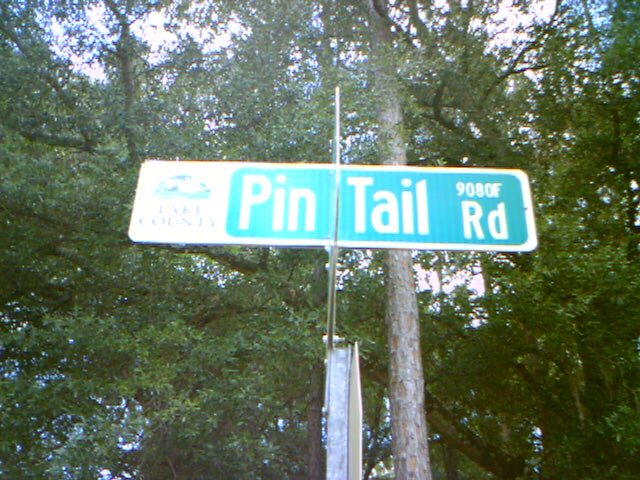 LAKE
COUNTY
Pin Tail Rd
9080F